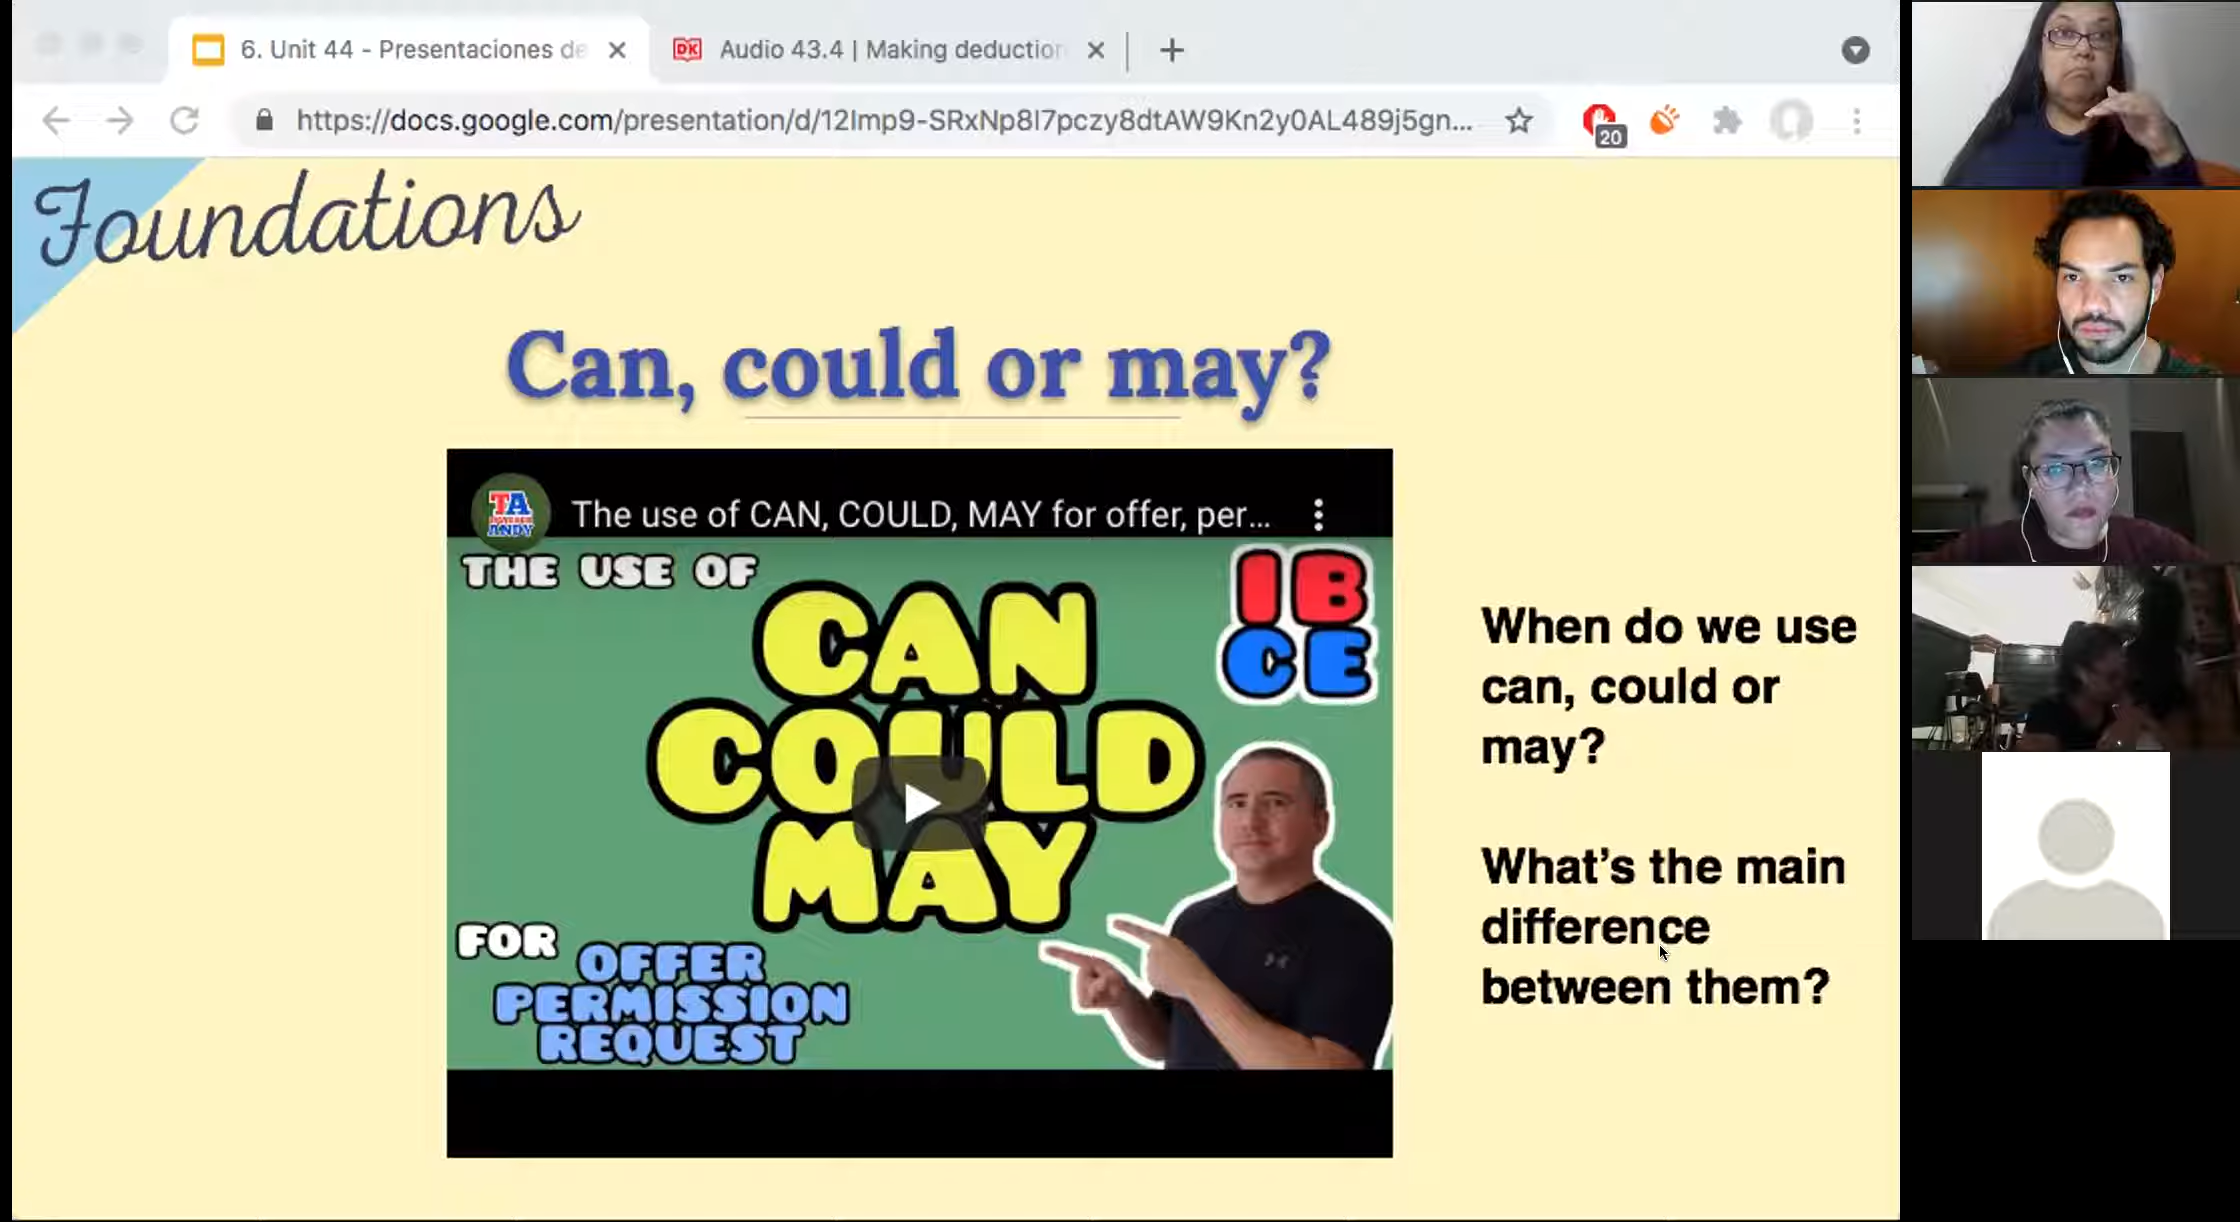 6. Unit 44 - Presentaciones de
Audio 43.4 | Making deduction
https://docs.google.com/presentation/d/12Imp9-SRxNp8I7pczy8dtAW9Kn2y0AL489j5gn...
20
Foundations
Can, could or may?
TA
ANDY
The use of CAN, COULD, MAY for offer, per...
THE USE OF
CAN
COULD
MAY
IB
CE
FOR
OFFER
PERMISSION
REQUEST
When do we use
can, could or
may?
What's the main
difference
between them?